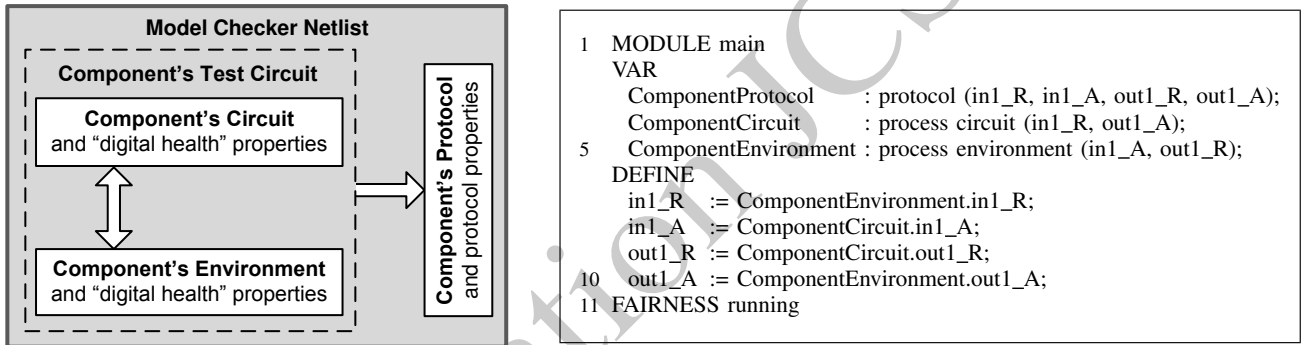 Model Checker Netlist
Component's Test Circuit
Component's Circuit
and “digital health” properties
Component's Environment
and “digital health” properties
Component's Protocol
and protocol properties
1 MODULE main
VAR
ComponentProtocol : protocol (in1_R, in1_A, out1_R, out1_A);
ComponentCircuit : process circuit (in1_R, out1_A);
5 ComponentEnvironment : process environment (in1_A, out1_R);
DEFINE
in1_R := ComponentEnvironment.in1_R;
in1_A := ComponentCircuit.in1_A;
out1_R := ComponentCircuit.out1_R;
10 out1_A := ComponentEnvironment.out1_A;
11 FAIRNESS running